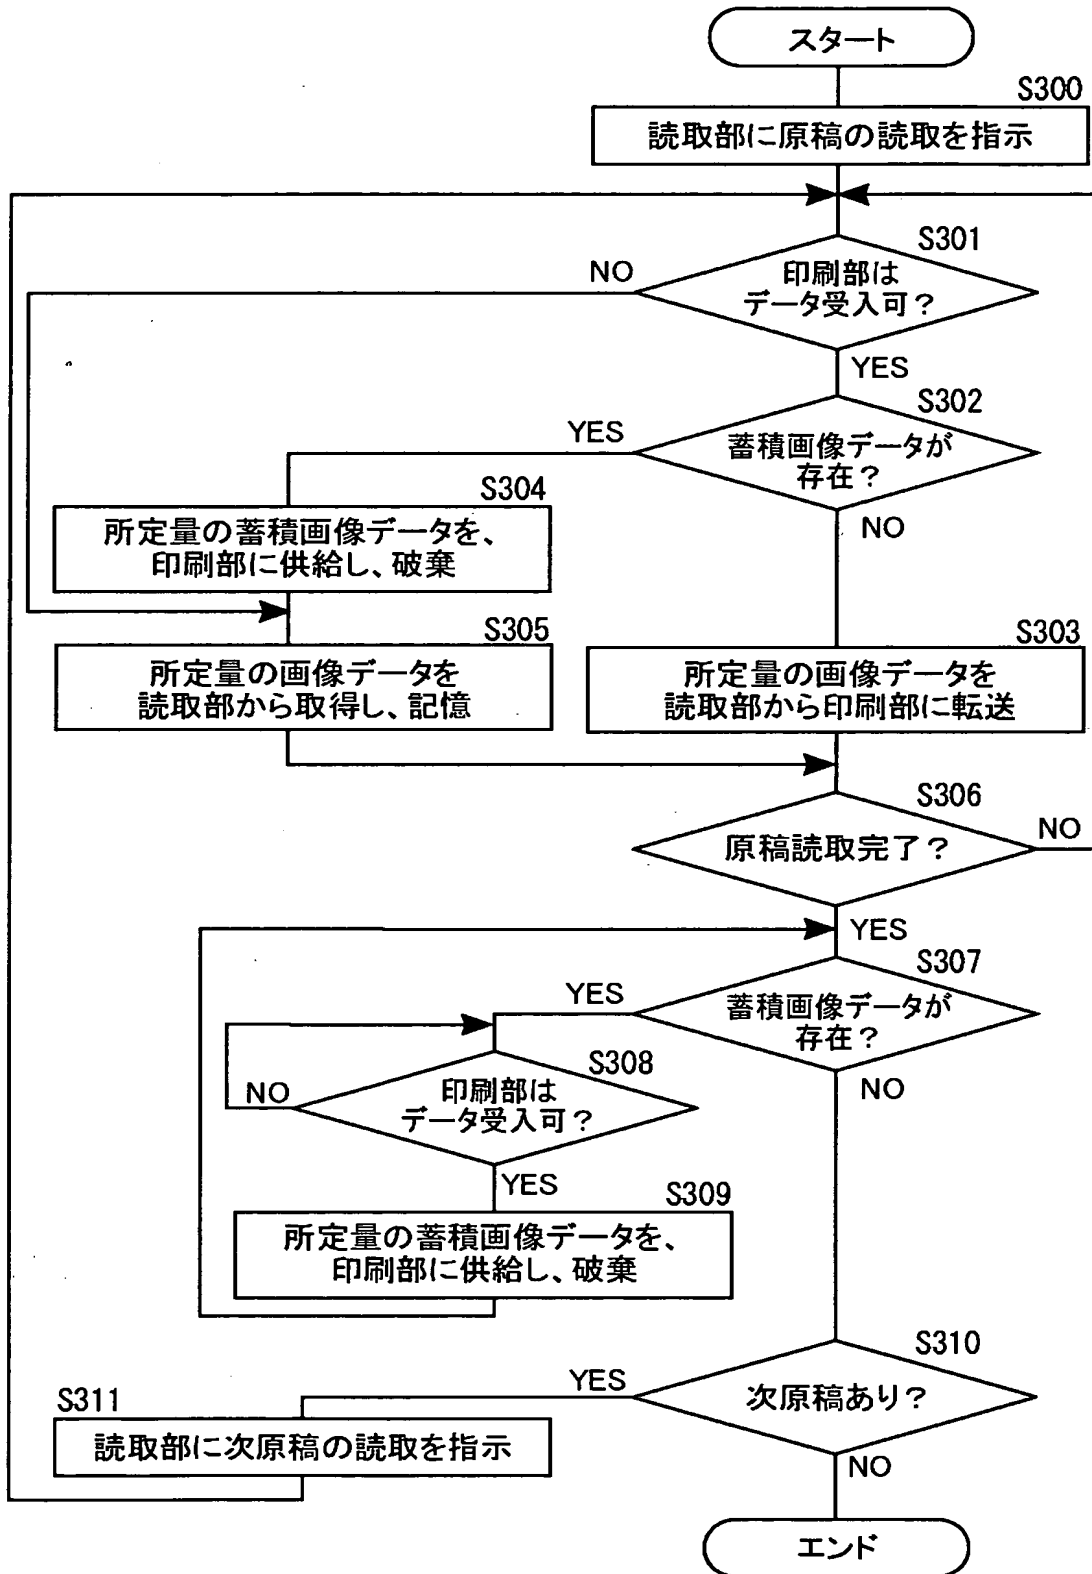 スタート
S300
読取部に原稿の読取を指示
S301
印刷部は
データ受入可？
NO
YES
S302
蓄積画像データが
存在？
YES
NO
S304
所定量の蓄積画像データを、
印刷部に供給し、破棄
S305
所定量の画像データを
読取部から取得し、記憶
S303
所定量の画像データを
読取部から印刷部に転送
S306
原稿読取完了？
NO
YES
S307
蓄積画像データが
存在？
YES
NO
S308
印刷部は
データ受入可？
NO
YES
S309
所定量の蓄積画像データを、
印刷部に供給し、破棄
S310
次原稿あり？
YES
NO
S311
読取部に次原稿の読取を指示
エンド